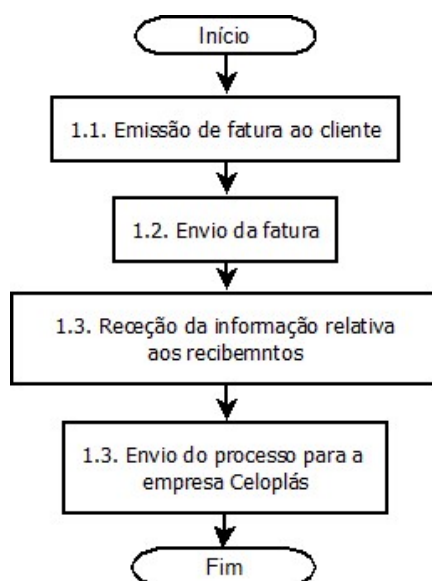 Início
1.1. Emissão de fatura ao cliente
1.2. Envio da fatura
1.3. Receção da informação relativa
aos recibemntos
1.3. Envio do processo para a
empresa Celoplás
Fim